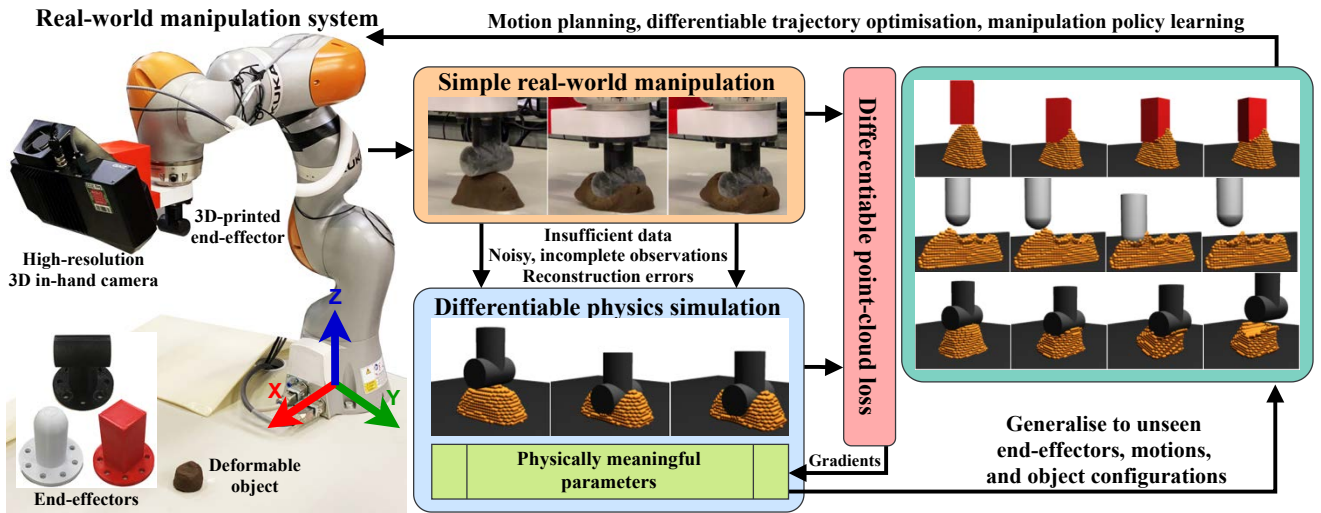 Real-world manipulation system
Motion planning, differentiable trajectory optimisation, manipulation policy learning
KUKA
UKA
3D-printed
end-effector
High-resolution
3D in-hand camera
Z
X
Y
End-effectors
Deformable
object
Simple real-world manipulation
Insufficient data
Noisy, incomplete observations
Reconstruction errors
Differentiable physics simulation
Physically meaningful
parameters
Differentiable point-cloud loss
Gradients
Generalise to unseen
end-effectors, motions,
and object configurations